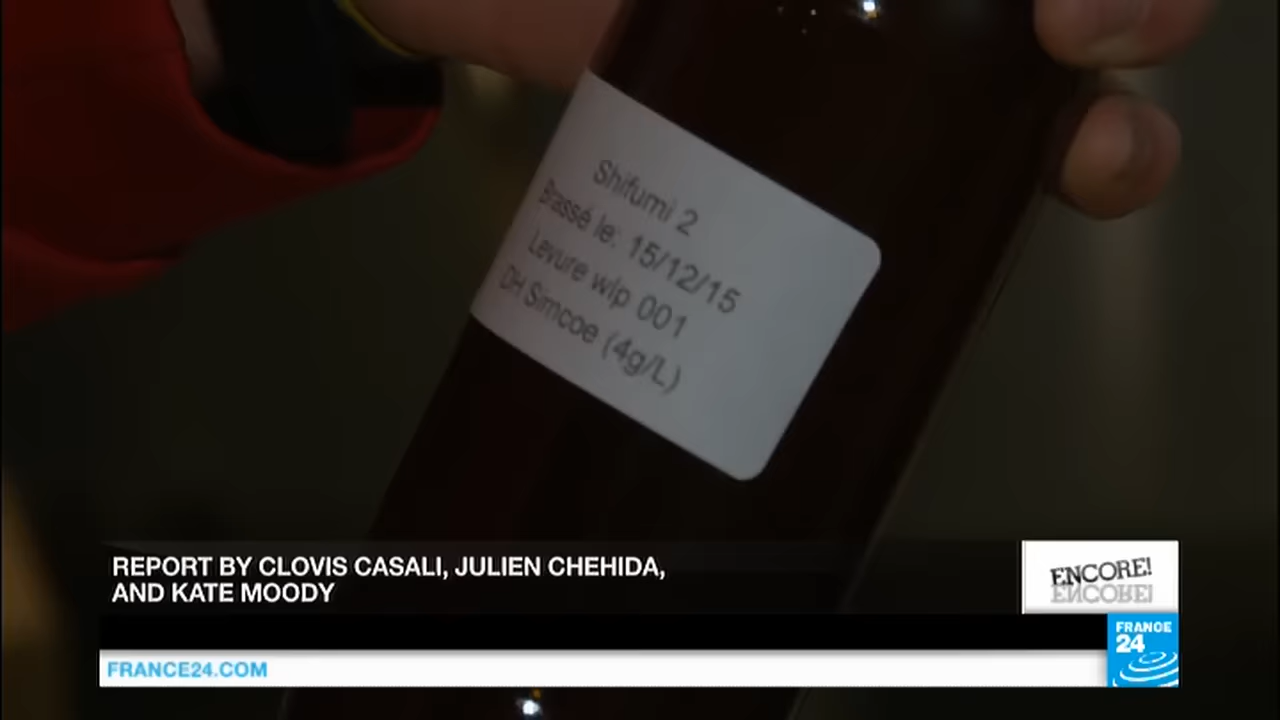 Shifumi 2
Brassé le: 15/12/15
Levure wlp 001
DH Simcoe (4g/L)
REPORT BY CLOVIS CASALI, JULIEN CHEHIDA,
AND KATE MOODY
ENCORE!
ENCORE!
FRANCE
24
FRANCE24.COM